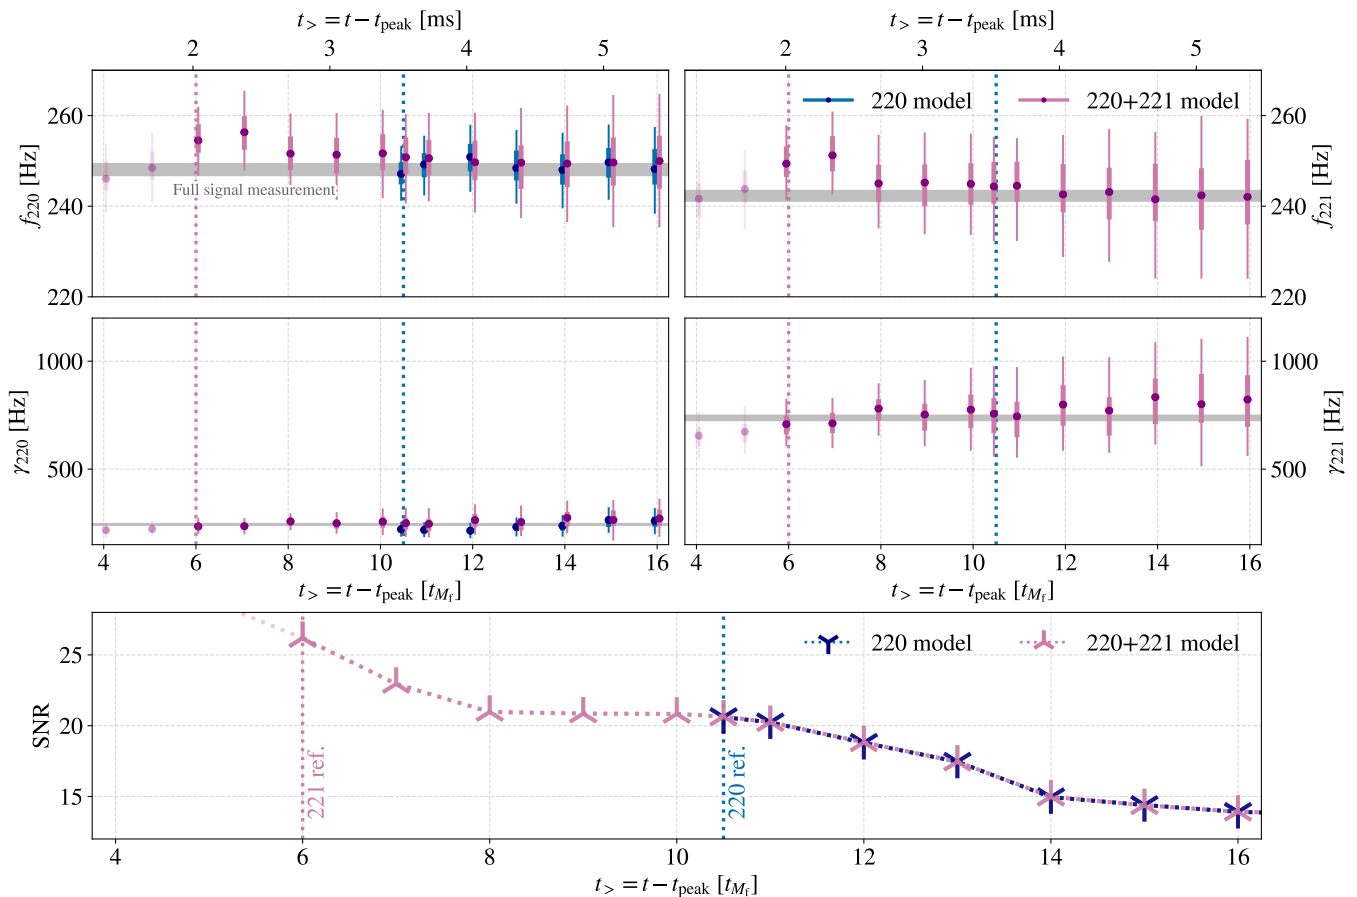 t> = t − tpeak [ms]
t> = t − tpeak [ms]
2 3 4 5
2 3 4 5
260
240
220
f220 [Hz]
Full signal measurement
220 model
220+221 model
260
240
220
f221 [Hz]
1000
500
γ220 [Hz]
1000
500
γ221 [Hz]
4 6 8 10 12 14 16
4 6 8 10 12 14 16
t> = t − tpeak [tMf]
t> = t − tpeak [tMf]
25
20
15
SNR
220 model
220+221 model
221 ref.
220 ref.
4 6 8 10 12 14 16
t> = t − tpeak [tMf]